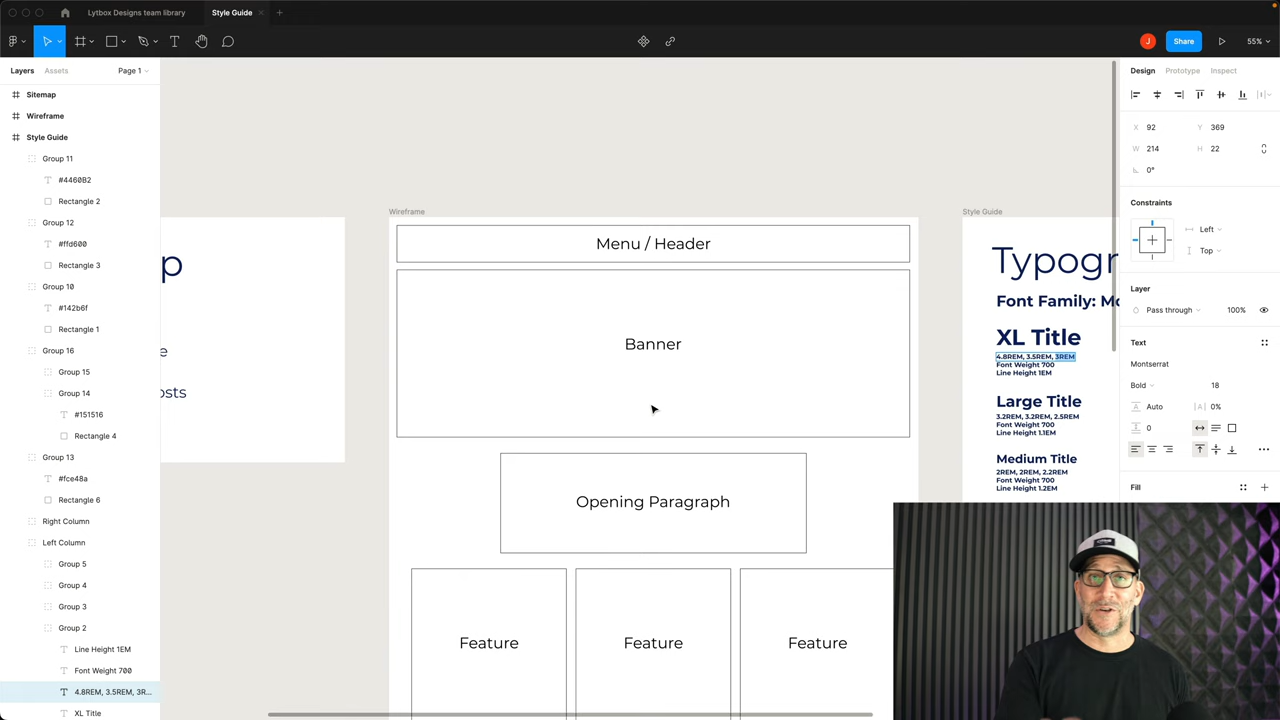 Lytbox Designs team library
Style Guide
J
Share
55%
Layers
Assets
Page 1
Sitemap
Wireframe
Style Guide
Group 11
#4460B2
Rectangle 2
Group 12
#ffd600
Rectangle 3
Group 10
#142b6f
Rectangle 1
Group 16
Group 15
Group 14
#151516
Rectangle 4
Group 13
#fce48a
Rectangle 6
Right Column
Left Column
Group 5
Group 4
Group 3
Group 2
Line Height 1EM
Font Weight 700
4.8REM, 3.5REM, 3R...
XL Title
p
e
osts
Wireframe
Menu / Header
Banner
Opening Paragraph
Feature
Feature
Feature
Style Guide
Typogr
Font Family: Mo
XL Title
4.8REM, 3.5REM, 3REM
Font Weight 700
Line Height 1EM
Large Title
3.2REM, 3.2REM, 2.5REM
Font Weight 700
Line Height 1.1EM
Medium Title
2REM, 2REM, 2.2REM
Font Weight 700
Line Height 1.2EM
Design
Prototype
Inspect
X 92
Y 369
W 214
H 22
0°
Constraints
Left
Top
Layer
Pass through
100%
Text
Montserrat
Bold
18
Auto
|A| 0%
0
Fill